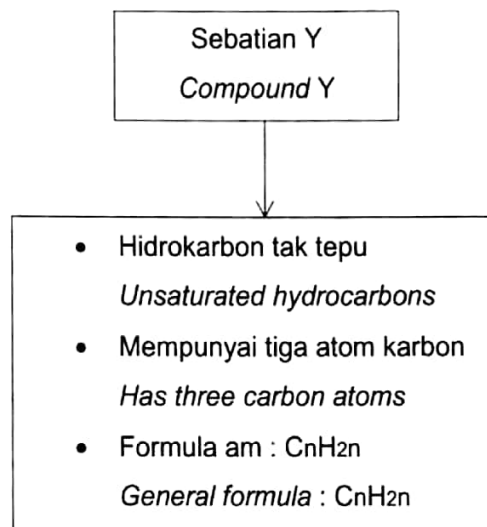 Sebatian Y
Compound Y
• Hidrokarbon tak tepu
Unsaturated hydrocarbons
• Mempunyai tiga atom karbon
Has three carbon atoms
• Formula am : CnH2n
General formula : CnH2n